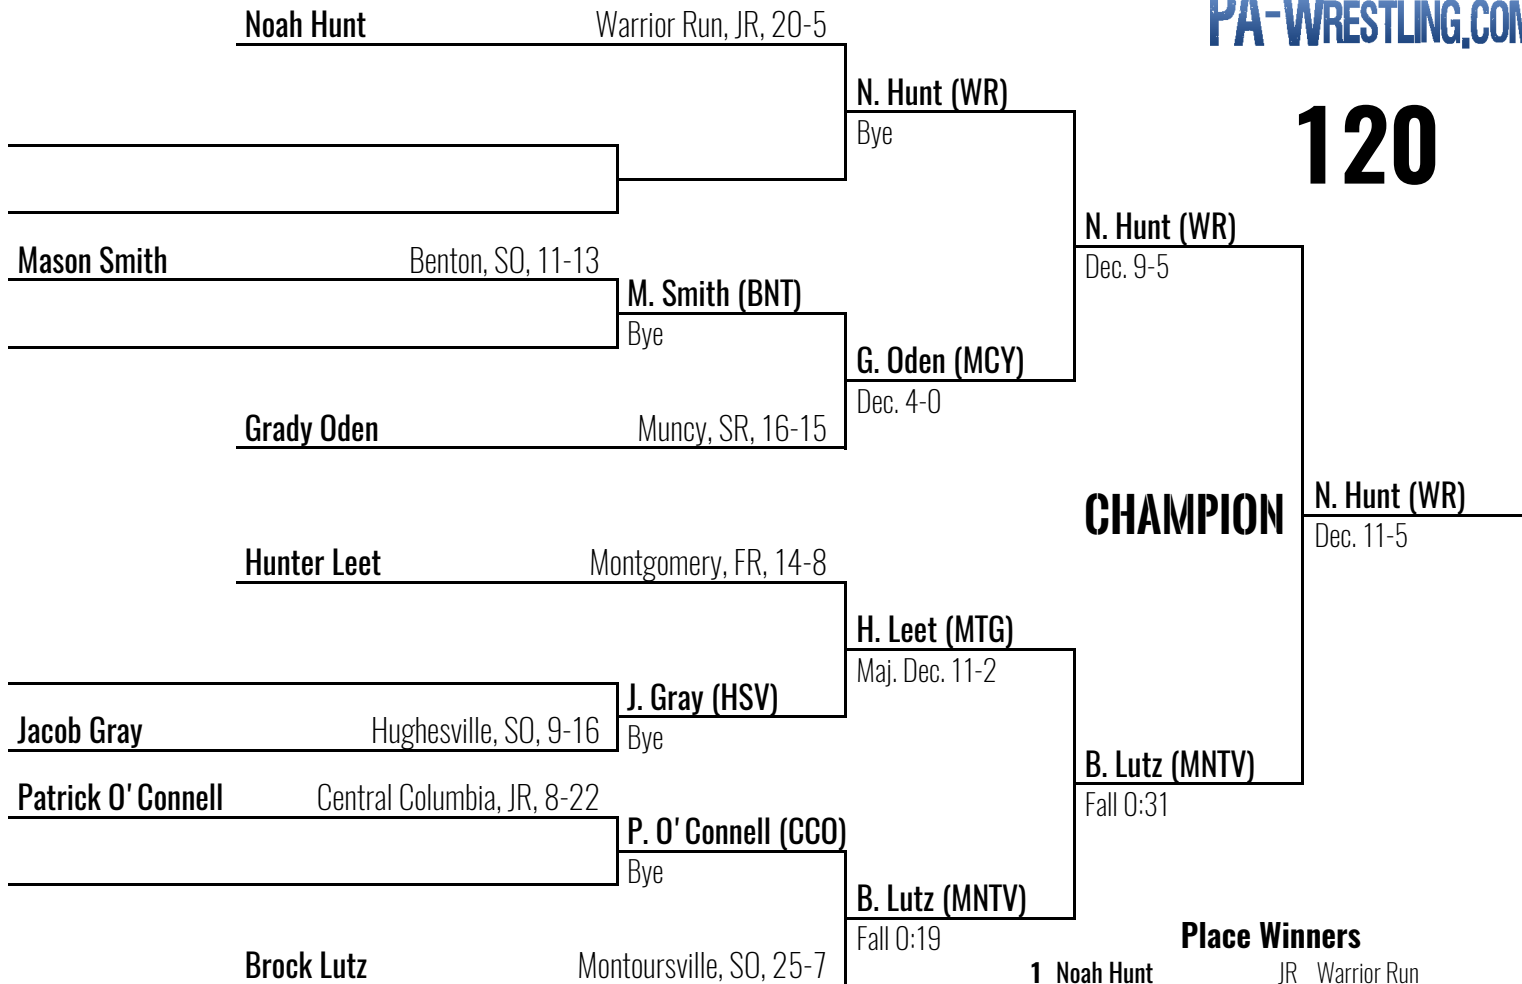 PA-WRESTLING.COM
120
Noah Hunt Warrior Run, JR, 20-5
N. Hunt (WR)
Bye
Mason Smith Benton, SO, 11-13
M. Smith (BNT)
Bye
N. Hunt (WR)
Dec. 9-5
G. Oden (MCY)
Dec. 4-0
Grady Oden Muncy, SR, 16-15
CHAMPION
N. Hunt (WR)
Dec. 11-5
Hunter Leet Montgomery, FR, 14-8
H. Leet (MTG)
Maj. Dec. 11-2
J. Gray (HSV)
Bye
Jacob Gray Hughesville, SO, 9-16
B. Lutz (MNTV)
Fall 0:31
Patrick O'Connell Central Columbia, JR, 8-22
P. O'Connell (CCO)
Bye
B. Lutz (MNTV)
Fall 0:19
Brock Lutz Montoursville, SO, 25-7
Place Winners
1 Noah Hunt JR Warrior Run